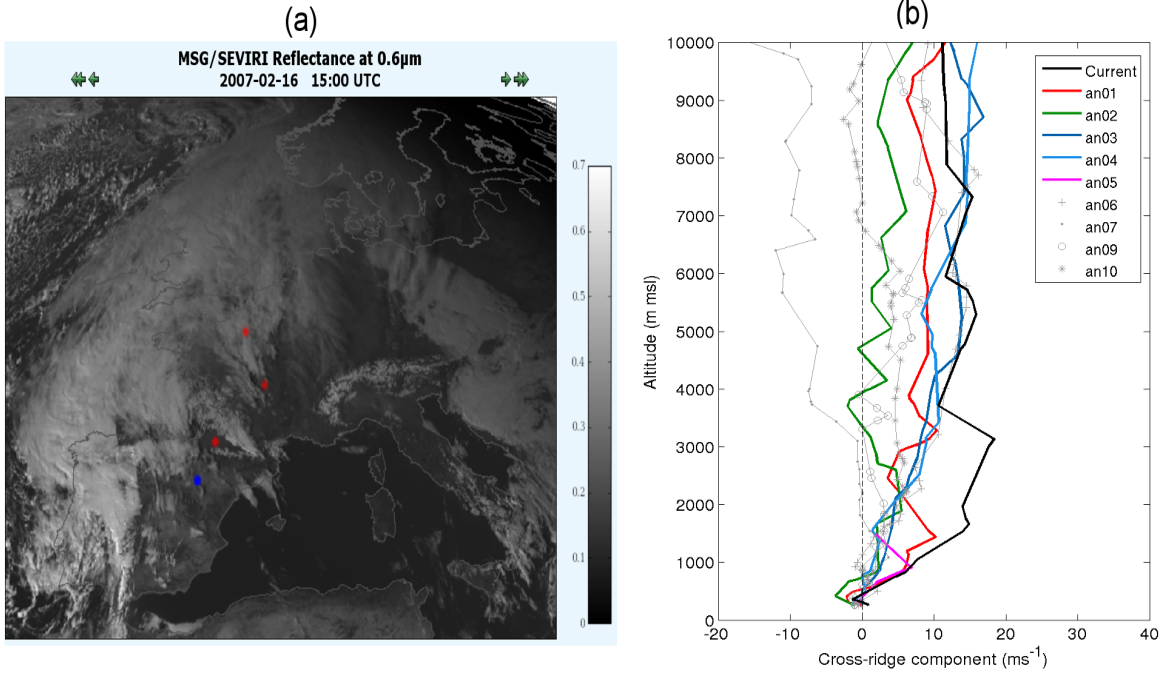 (a)
MSG/SEVIRI Reflectance at 0.6µm
2007-02-16 15:00 UTC
0.7
0.6
0.5
0.4
0.3
0.2
0.1
0
(b)
10000
9000
8000
7000
6000
5000
4000
3000
2000
1000
0
Altitude (m msl)
-20
-10
0
10
20
30
40
Cross-ridge component (ms⁻¹)
Current
an01
an02
an03
an04
an05
an06
an07
an09
an10